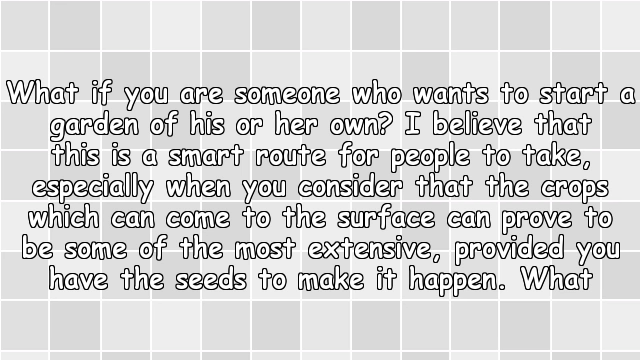 What if you are someone who wants to start a
garden of his or her own? I believe that
this is a smart route for people to take,
especially when you consider that the crops
which can come to the surface can prove to
be some of the most extensive, provided you
have the seeds to make it happen. What